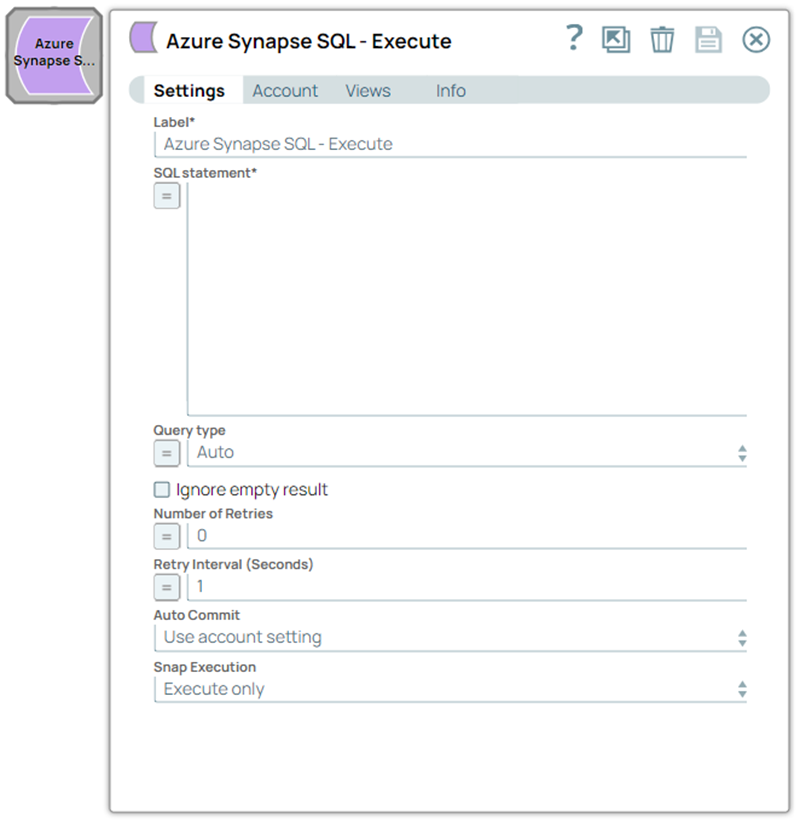 Azure
Synapse S...
Azure Synapse SQL - Execute
?
Settings Account Views Info
Label*
Azure Synapse SQL - Execute
SQL statement*
=
Query type
= Auto
Ignore empty result
Number of Retries
= 0
Retry Interval (Seconds)
= 1
Auto Commit
Use account setting
Snap Execution
Execute only